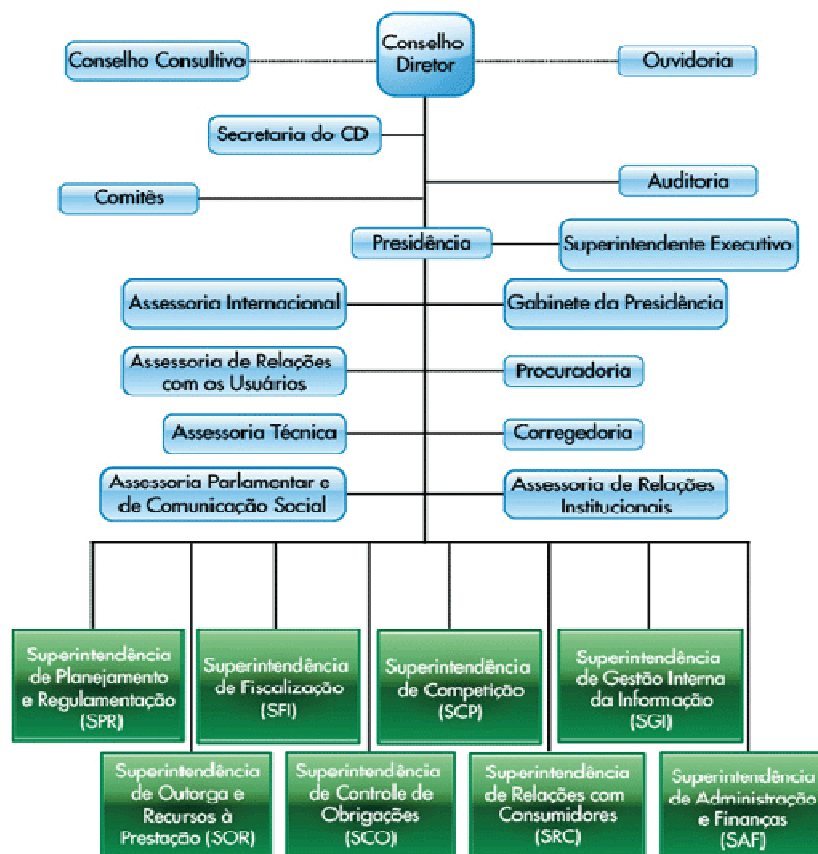 Conselho
Diretor
Conselho Consultivo
Ouvidoria
Secretaria do CD
Auditoria
Comitês
Presidência
Superintendente Executivo
Assessoria Internacional
Gabinete da Presidência
Assessoria de Relações
com os Usuários
Procuradoria
Assessoria Técnica
Corregedoria
Assessoria Parlamentar e
de Comunicação Social
Assessoria de Relações
Institucionais
Superintendência
de Planejamento
e Regulamentação
(SPR)
Superintendência
de Fiscalização
(SFI)
Superintendência
de Competição
(SCP)
Superintendência
de Gestão Interna
da Informação
(SGI)
Superintendência
de Outorga e
Recursos à
Prestação (SOR)
Superintendência
de Controle de
Obrigações
(SCO)
Superintendência
de Relações com
Consumidores
(SRC)
Superintendência
de Administração
e Finanças
(SAF)